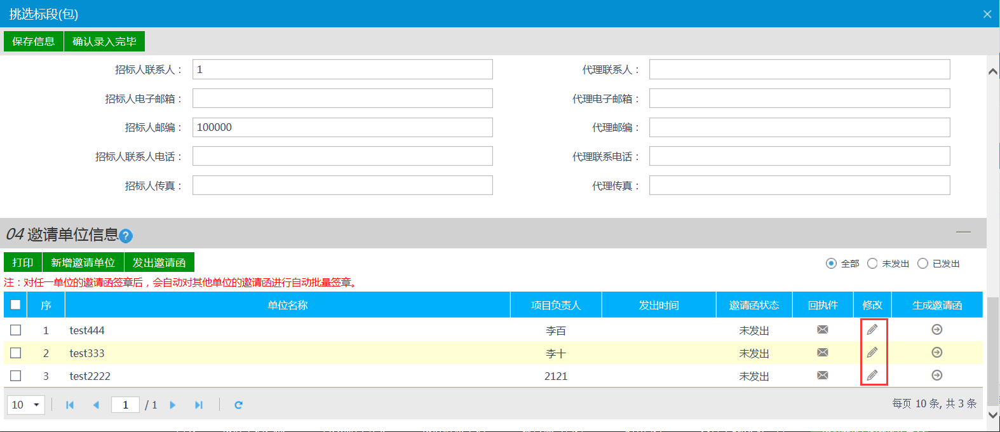 挑选标段(包)
保存信息 确认录入完毕
招标人联系人： 1 代理联系人：
招标人电子邮箱： 代理电子邮箱：
招标人邮编： 100000 代理邮编：
招标人联系人电话： 代理联系电话：
招标人传真： 代理传真：
04 邀请单位信息 ?
打印 新增邀请单位 发出邀请函 全部 未发出 已发出
注：对任一单位的邀请函签章后，会自动对其他单位的邀请函进行自动批量签章。
序 单位名称 项目负责人 发出时间 邀请函状态 回执件 修改 生成邀请函
1 test444 李百 未发出
2 test333 李十 未发出
3 test2222 2121 未发出
10 1 / 1 每页 10 条, 共 3 条